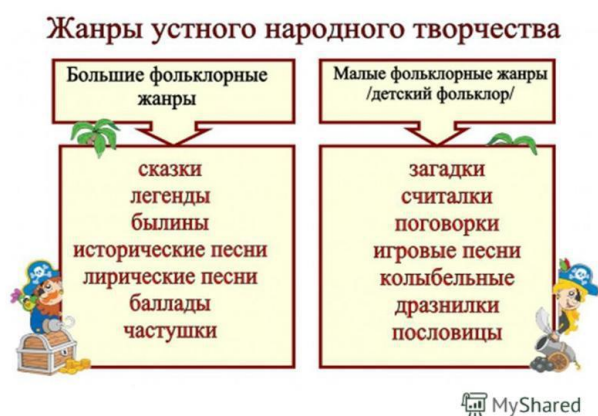 Жанры устного народного творчества
Большие фольклорные
жанры
сказки
легенды
былины
исторические песни
лирические песни
баллады
частушки
Малые фольклорные жанры
/детский фольклор/
загадки
считалки
поговорки
игровые песни
колыбельные
дразнилки
пословицы
MyShared